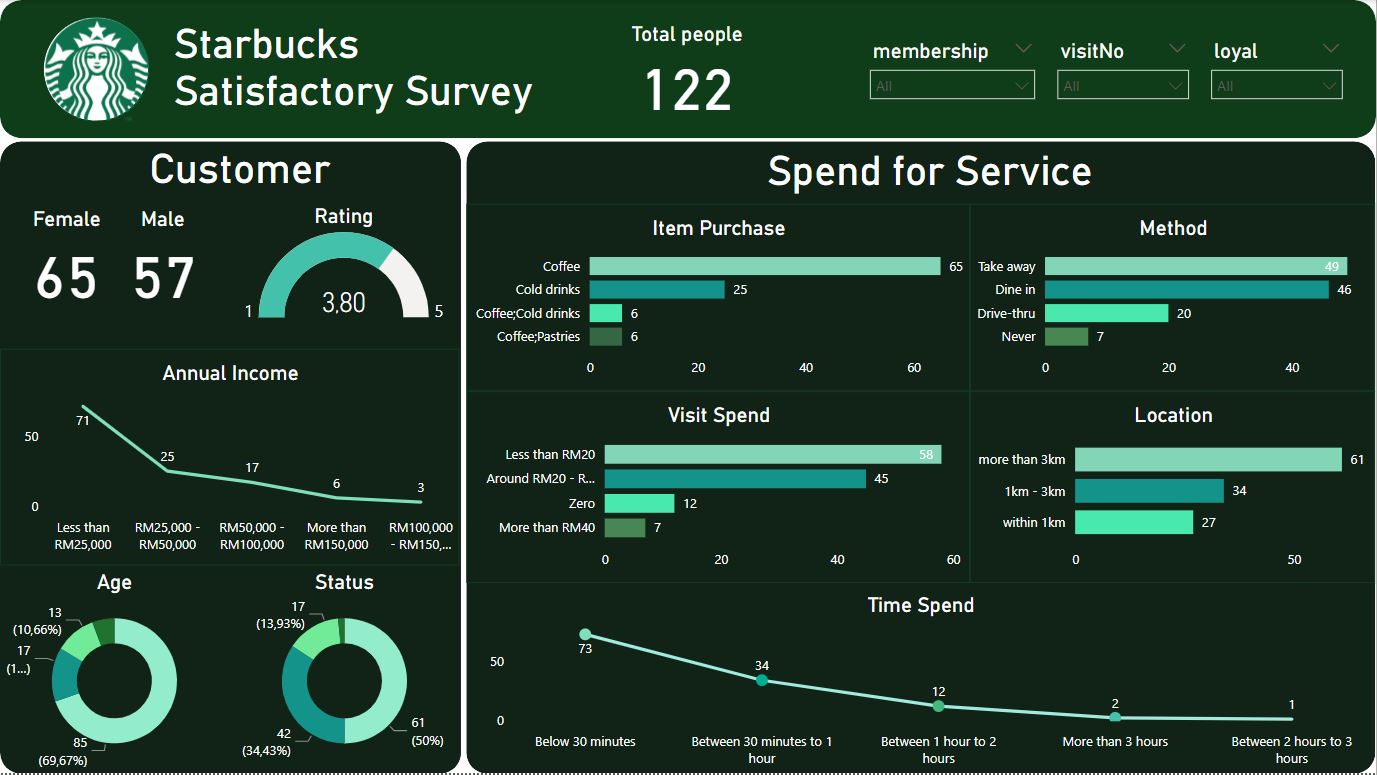 Starbucks
Satisfactory Survey
Total people
122
membership
All
visitNo
All
loyal
All
Customer
Female
65
Male
57
Rating
1
3,80
5
Annual Income
50
0
71
25
17
6
3
Less than
RM25,000
RM25,000 -
RM50,000
RM50,000 -
RM100,000
More than
RM150,000
RM100,000
- RM150,...
Age
13
(10,66%)
17
(1...)
85
(69,67%)
Status
17
(13,93%)
42
(34,43%)
61
(50%)
Spend for Service
Item Purchase
Coffee 65
Cold drinks 25
Coffee;Cold drinks 6
Coffee;Pastries 6
0 20 40 60
Method
Take away 49
Dine in 46
Drive-thru 20
Never 7
0 20 40
Visit Spend
Less than RM20 58
Around RM20 - R... 45
Zero 12
More than RM40 7
0 20 40 60
Location
more than 3km 61
1km - 3km 34
within 1km 27
0 50
Time Spend
50
0
73
34
12
2
1
Below 30 minutes
Between 30 minutes to 1
hour
Between 1 hour to 2
hours
More than 3 hours
Between 2 hours to 3
hours